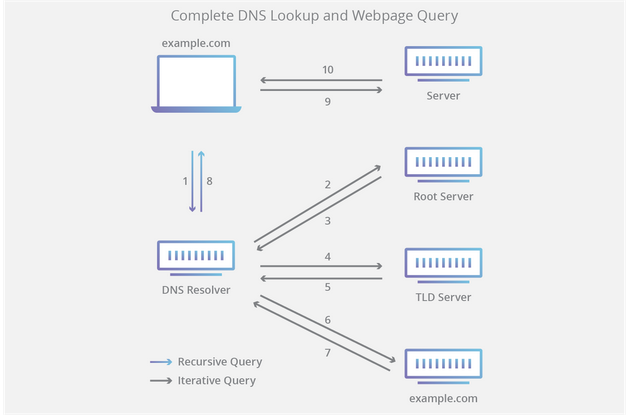 Complete DNS Lookup and Webpage Query
example.com
10
9
Server
1
8
2
3
Root Server
4
5
DNS Resolver
TLD Server
6
7
Recursive Query
Iterative Query
example.com